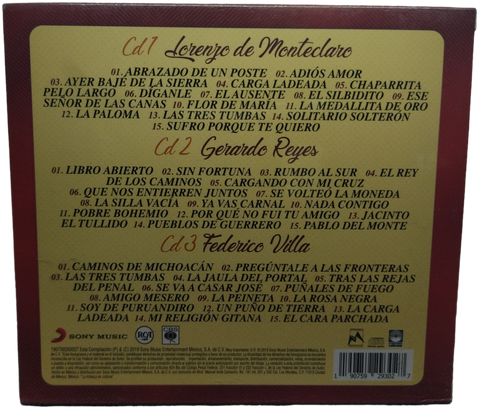 Cd 1 Lorenzo de Monteclaro
01. ABRAZADO DE UN POSTE 02. ADIÓS AMOR
03. AYER BAJE DE LA SIERRA 04. CARGA LADEADA 05. CHAPARRITA
PELO LARGO 06. DIGANLE 07. EL AUSENTE 08. EL SILBIDITO 09. ESE
SEÑOR DE LAS CANAS 10. FLOR DE MARÍA 11. LA MEDALLITA DE ORO
12. LA PALOMA 13. LAS TRES TUMBAS 14. SOLITARIO SOLTERÓN
15. SUFRO PORQUE TE QUIERO
Cd 2 Gerardo Reyes
01. LIBRO ABIERTO 02. SIN FORTUNA 03. RUMBO AL SUR 04. EL REY
DE LOS CAMINOS 05. CARGANDO CON MI CRUZ
06. QUE NOS ENTIERREN JUNTOS 07. SE VOLTEÓ LA MONEDA
08. LA SILLA VACÍA 09. YA VAS CARNAL 10. NADA CONTIGO
11. POBRE BOHEMIO 12. POR QUÉ NO FUI TU AMIGO 13. JACINTO
EL TULLIDO 14. PUEBLOS DE GUERRERO 15. PABLO DEL MONTE
Cd 3 Federico Villa
01. CAMINOS DE MICHOACÁN 02. PREGÚNTALE A LAS FRONTERAS
03. LAS TRES TUMBAS 04. LA JAULA DEL PORTAL 05. TRAS LAS REJAS
DEL PENAL 06. SE VA A CASAR JOSÉ 07. PUÑALES DE FUEGO
08. AMIGO MESERO 09. LA PEINETA 10. LA ROSA NEGRA
11. SOY DE PURUANDIRO 12. UN PUÑO DE TIERRA 13. LA CARGA
LADEADA 14. MI RELIGIÓN GITANA 15. EL CARA PARCHADA
SONY MUSIC
RCA
1 90759 29302 7